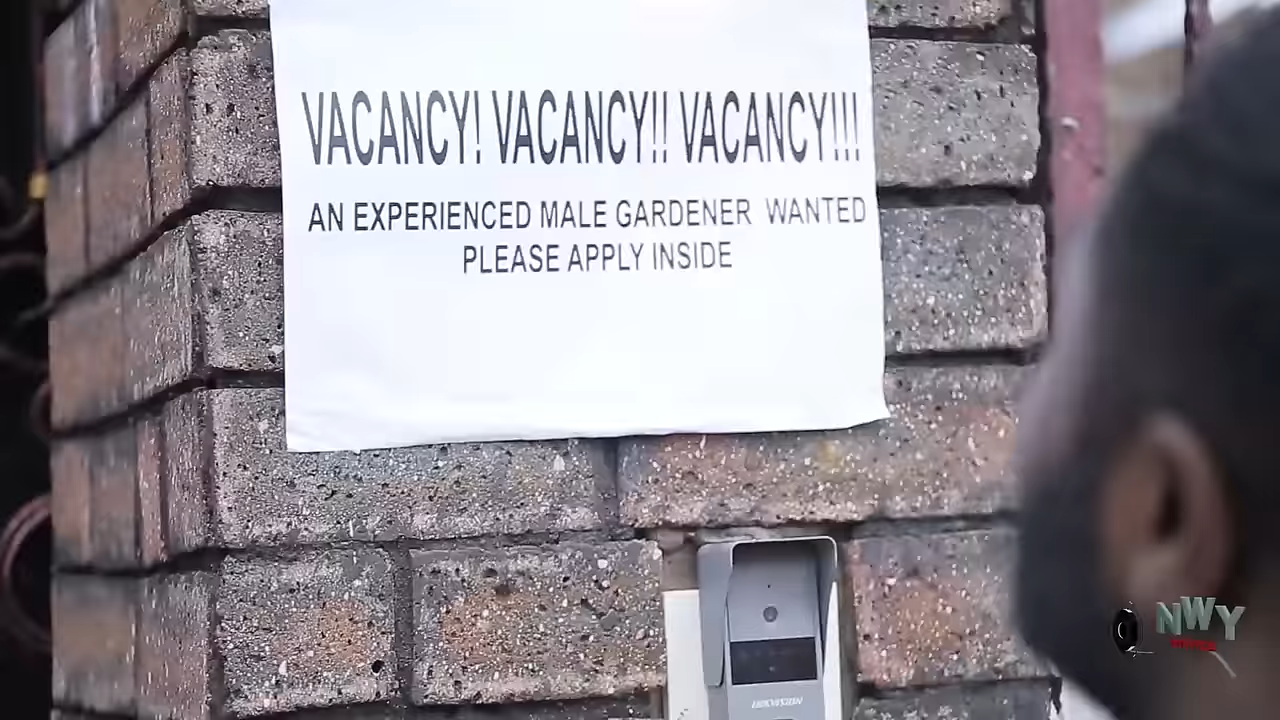 VACANCY! VACANCY!! VACANCY!!!
AN EXPERIENCED MALE GARDENER WANTED
PLEASE APPLY INSIDE
HIKVISION
NWY